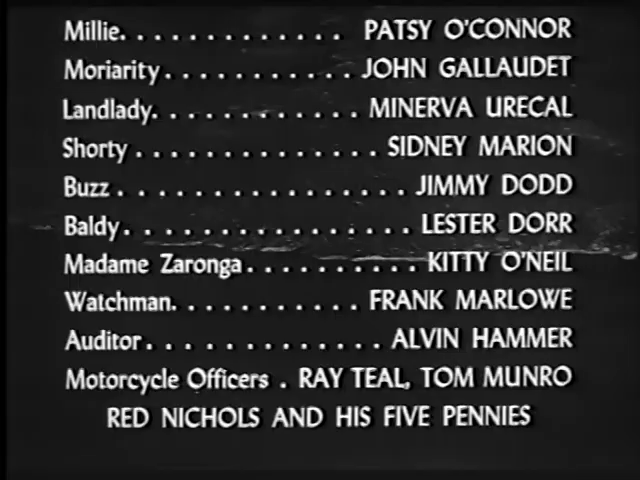 Millie. . . . . . . . . . . . . PATSY O'CONNOR
Moriarity . . . . . . . . . . . JOHN GALLAUDET
Landlady. . . . . . . . . . . . MINERVA URECAL
Shorty . . . . . . . . . . . . . SIDNEY MARION
Buzz . . . . . . . . . . . . . . . . JIMMY DODD
Baldy . . . . . . . . . . . . . . . . LESTER DORR
Madame Zaronga . . . . . . . . . . KITTY O'NEIL
Watchman. . . . . . . . . . . . FRANK MARLOWE
Auditor . . . . . . . . . . . . . ALVIN HAMMER
Motorcycle Officers . RAY TEAL, TOM MUNRO
RED NICHOLS AND HIS FIVE PENNIES